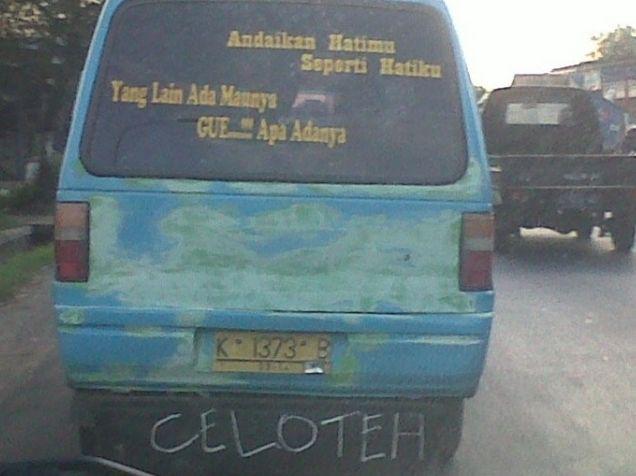 Andaikan Hatimu
Seperti Hatiku
Yang Lain Ada Maunya
GUE...!!! Apa Adanya
K 1373 B
CELOTEH